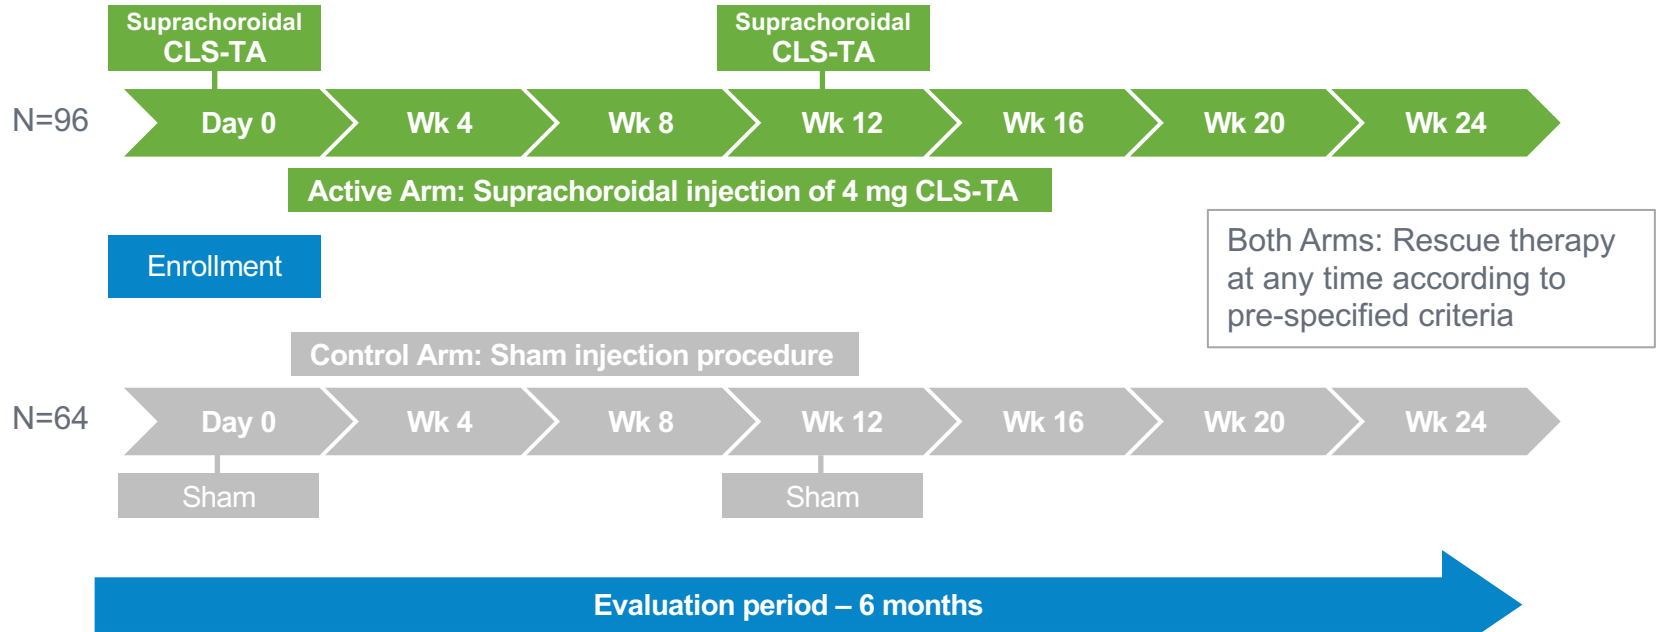 Suprachoroidal
CLS-TA
Suprachoroidal
CLS-TA
N=96
Day 0
Wk 4
Wk 8
Wk 12
Wk 16
Wk 20
Wk 24
Active Arm: Suprachoroidal injection of 4 mg CLS-TA
Both Arms: Rescue therapy
at any time according to
pre-specified criteria
Enrollment
Control Arm: Sham injection procedure
N=64
Day 0
Wk 4
Wk 8
Wk 12
Wk 16
Wk 20
Wk 24
Sham
Sham
Evaluation period – 6 months